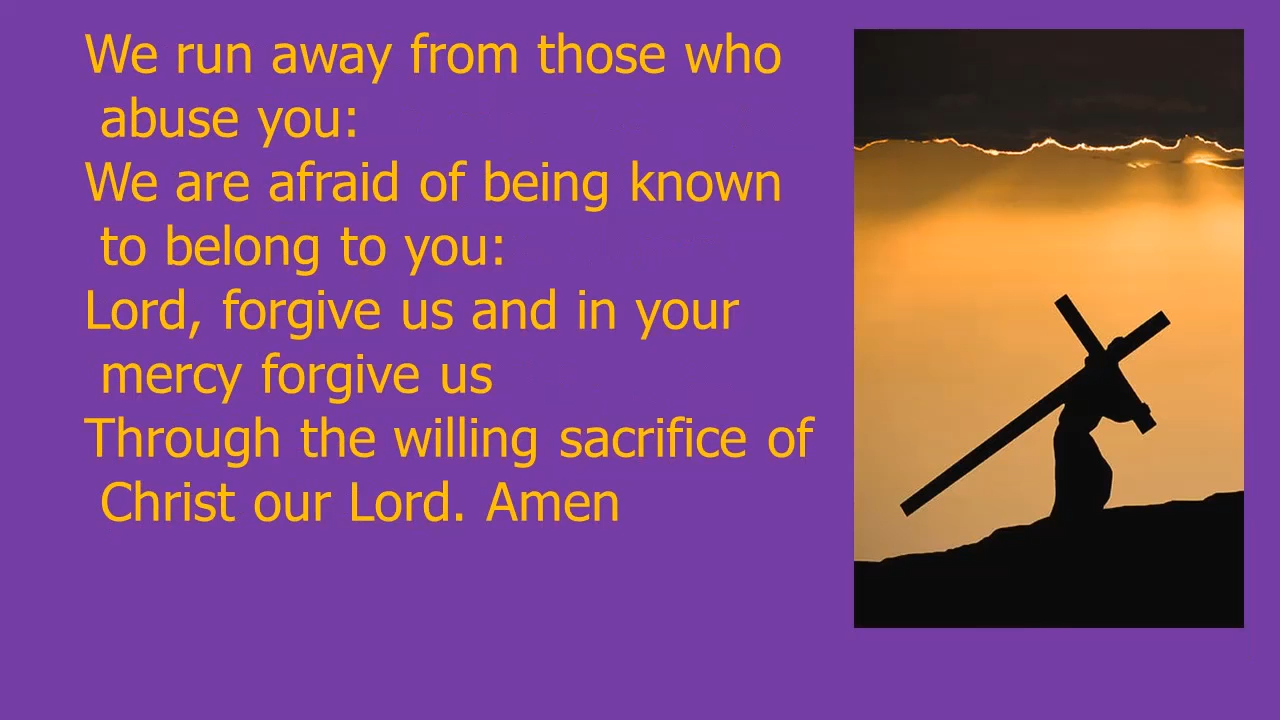 We run away from those who
abuse you:
We are afraid of being known
to belong to you:
Lord, forgive us and in your
mercy forgive us
Through the willing sacrifice of
Christ our Lord. Amen